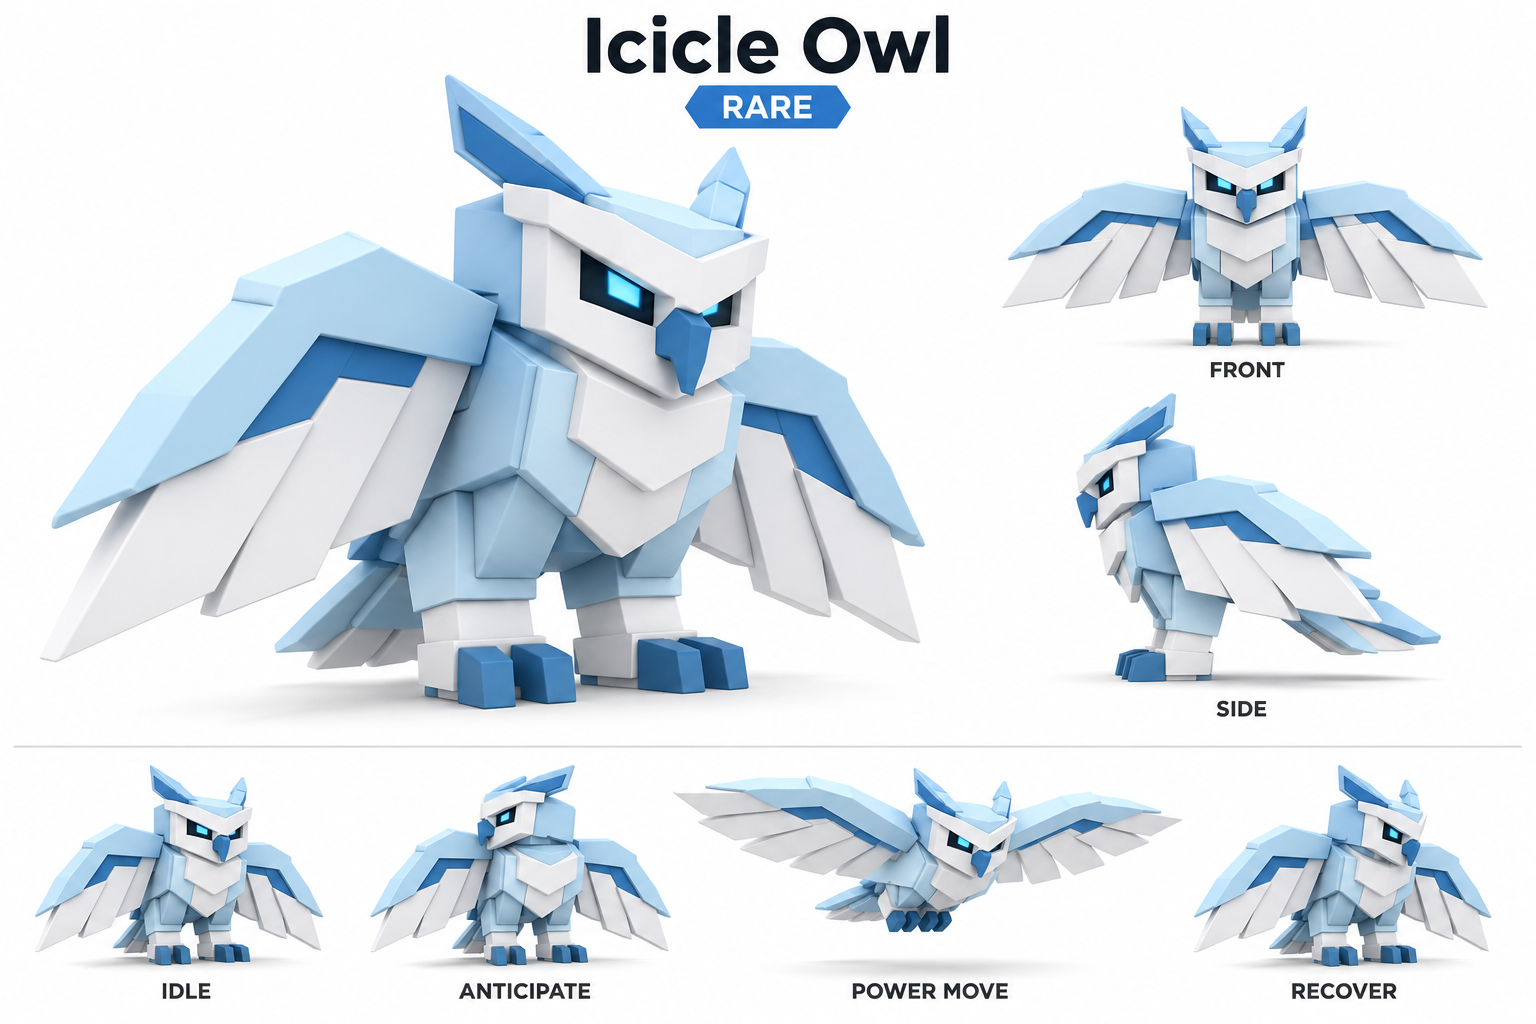 Icicle Owl
RARE
FRONT
SIDE
IDLE
ANTICIPATE
POWER MOVE
RECOVER